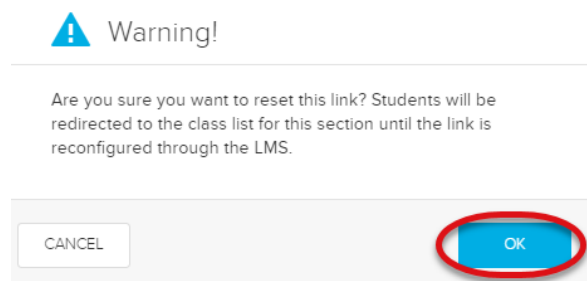 Warning!
Are you sure you want to reset this link? Students will be
redirected to the class list for this section until the link is
reconfigured through the LMS.
CANCEL
OK